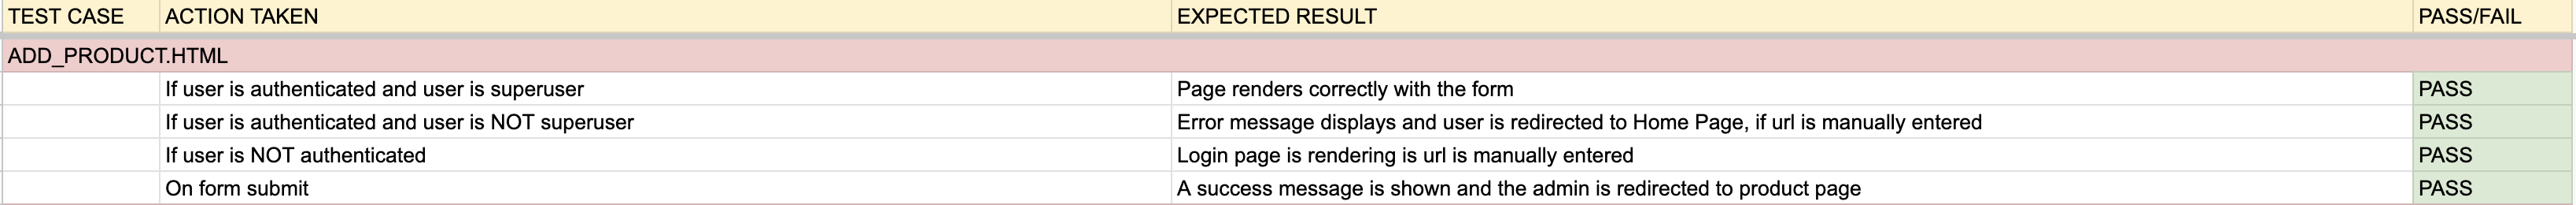 TEST CASE ACTION TAKEN EXPECTED RESULT PASS/FAIL
ADD_PRODUCT.HTML
If user is authenticated and user is superuser Page renders correctly with the form PASS
If user is authenticated and user is NOT superuser Error message displays and user is redirected to Home Page, if url is manually entered PASS
If user is NOT authenticated Login page is rendering is url is manually entered PASS
On form submit A success message is shown and the admin is redirected to product page PASS